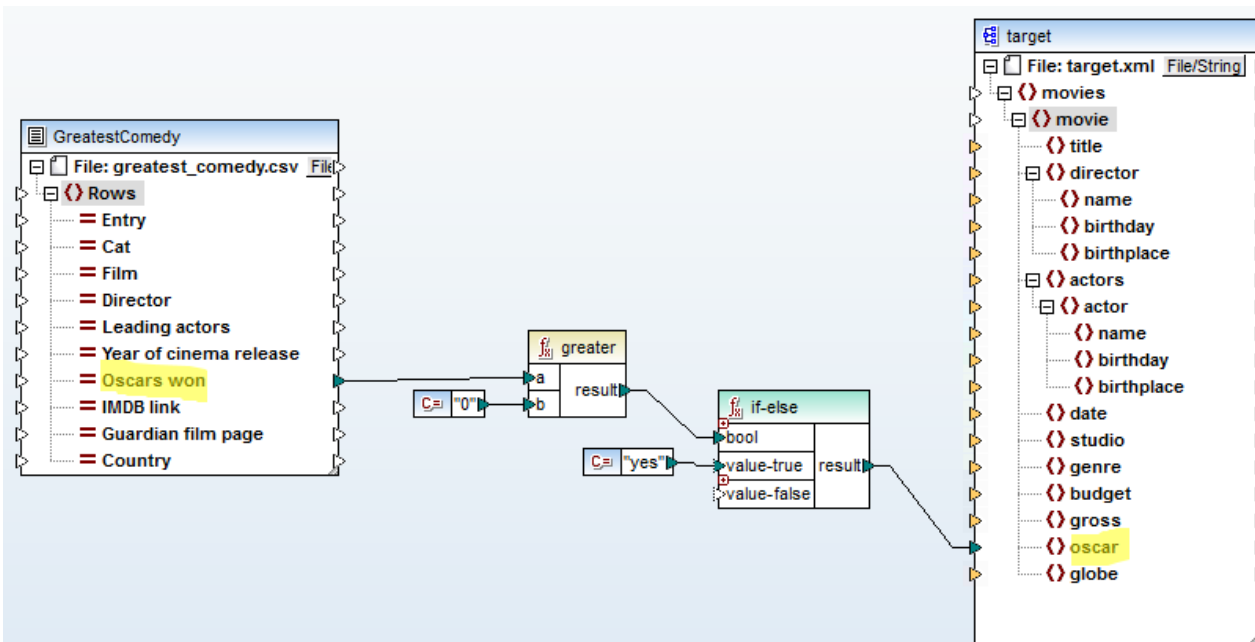 GreatestComedy
File: greatest_comedy.csv File
Rows
Entry
Cat
Film
Director
Leading actors
Year of cinema release
Oscars won
IMDB link
Guardian film page
Country
fx greater
a
b
result
C= "0"
fx if-else
bool
value-true
value-false
result
C= "yes"
target
File: target.xml File/String
movies
movie
title
director
name
birthday
birthplace
actors
actor
name
birthday
birthplace
date
studio
genre
budget
gross
oscar
globe